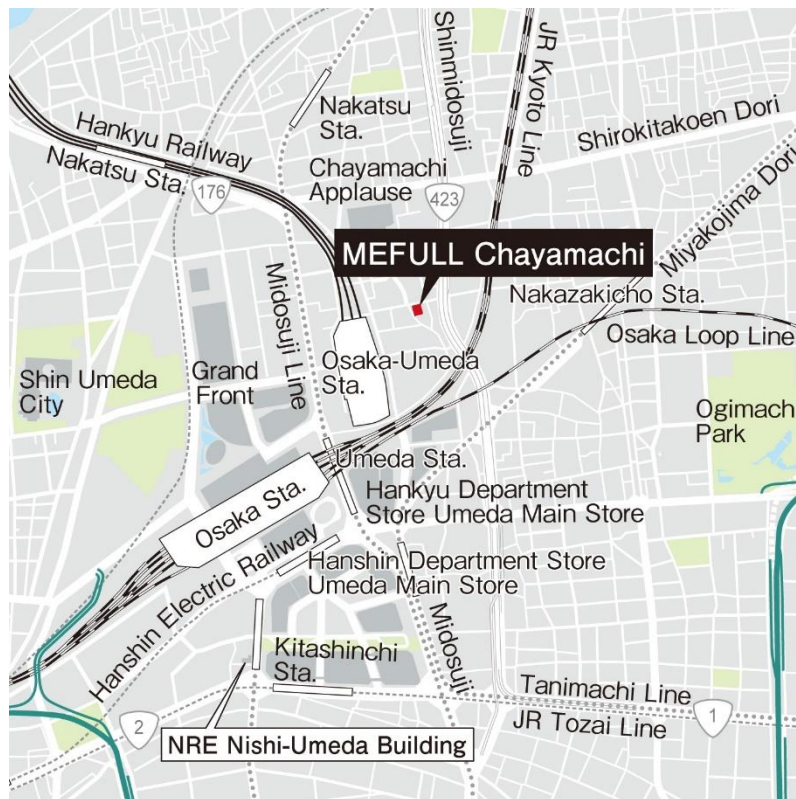 Nakatsu
Sta.
Shinmidosuji
JR Kyoto Line
Hankyu Railway
Nakatsu Sta.
176
Chayamachi
Applause
423
Shirokitakoen Dori
Miyakojima Dori
MEFULL Chayamachi
Nakazakicho Sta.
Osaka Loop Line
Midosuji Line
Osaka-Umeda
Sta.
Shin Umeda
City
Grand
Front
Ogimach
Park
Umeda Sta.
Osaka Sta.
Hankyu Department
Store Umeda Main Store
Hanshin Electric Railway
Hanshin Department Store
Umeda Main Store
Midosuji
Kitashinchi
Sta.
Tanimachi Line
JR Tozai Line
2
1
NRE Nishi-Umeda Building